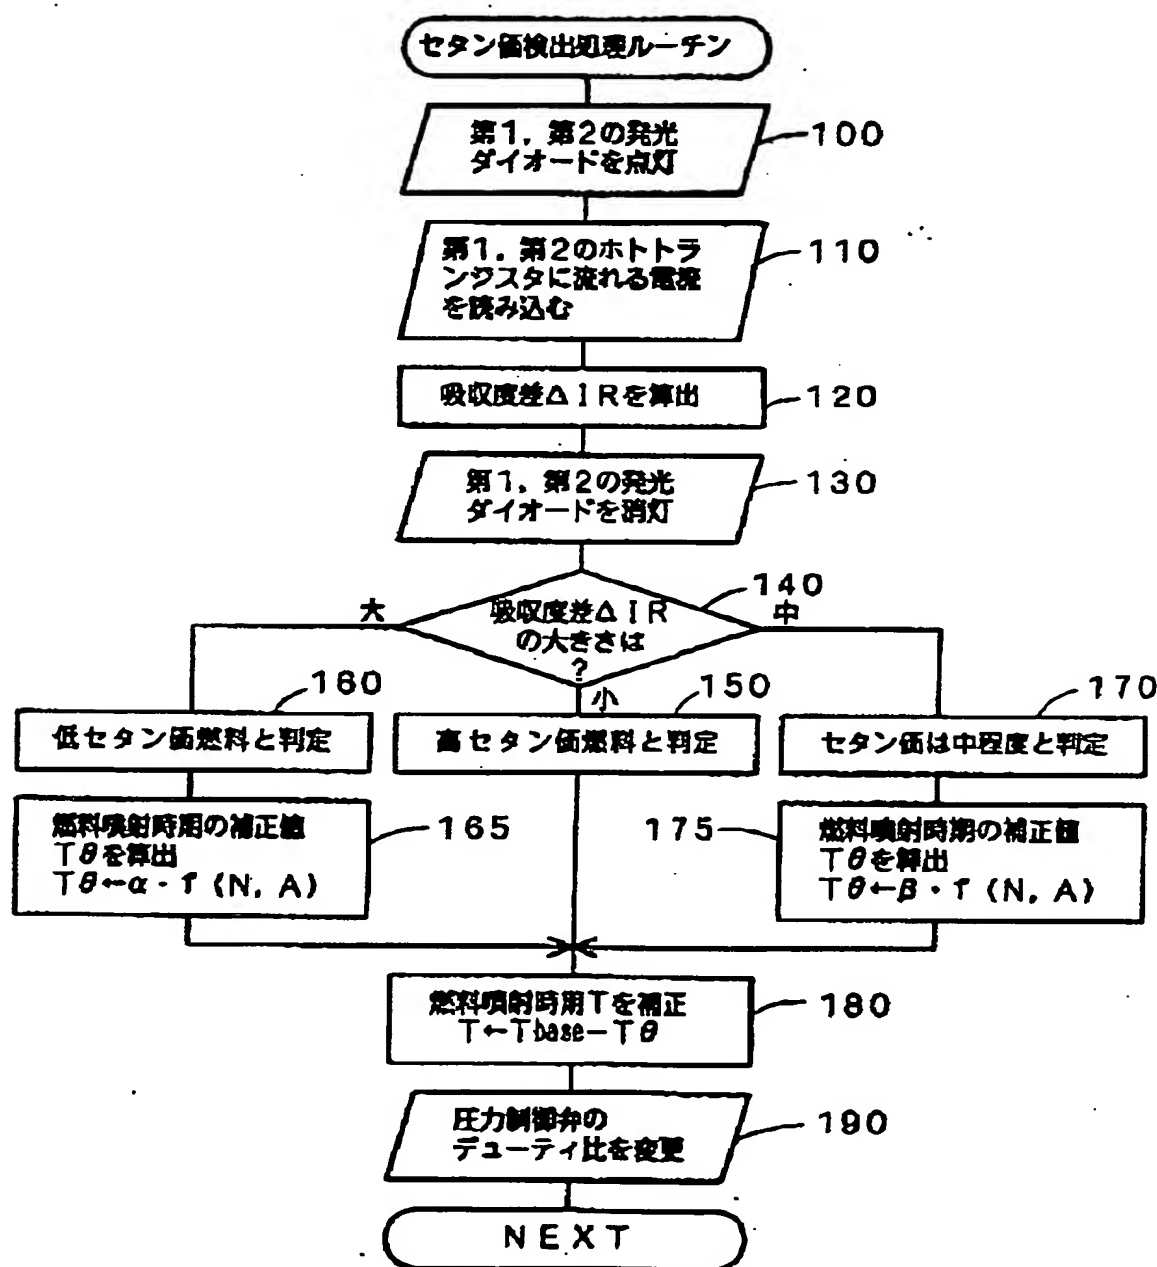 セタン価検出処理ルーチン
第1，第2の発光
ダイオードを点灯
100
第1，第2のホトトラ
ンジスタに流れる電流
を読み込む
110
吸収度差ΔIRを算出
120
第1，第2の発光
ダイオードを消灯
130
140
大
吸収度差ΔIR
の大きさは
?
中
小
160
低セタン価燃料と判定
150
高セタン価燃料と判定
170
セタン価は中程度と判定
燃料噴射時期の補正値
Tθを算出
Tθ←α・f (N, A)
165
175
燃料噴射時期の補正値
Tθを算出
Tθ←β・f (N, A)
燃料噴射時期Tを補正
T←Tbase－Tθ
180
圧力制御弁の
デューティ比を変更
190
NEXT